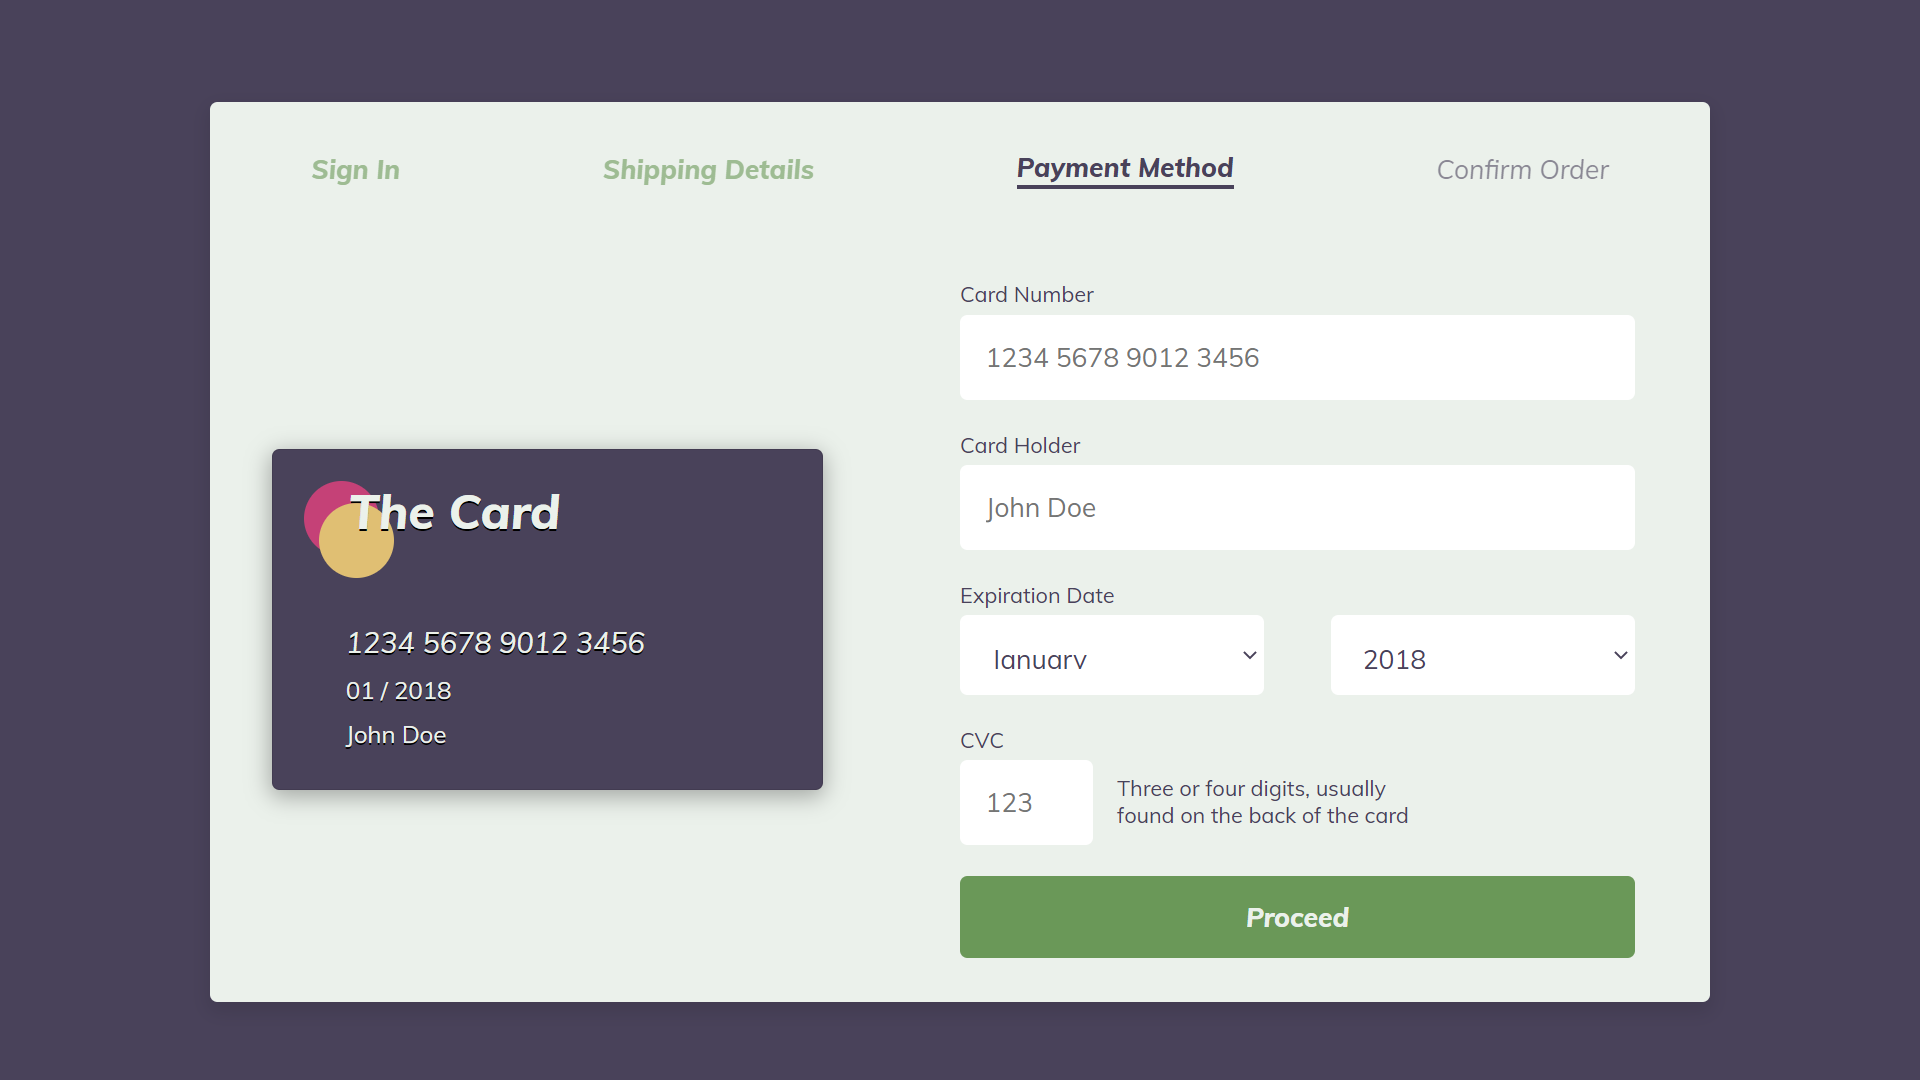 Sign In
Shipping Details
Payment Method
Confirm Order
The Card
1234 5678 9012 3456
01 / 2018
John Doe
Card Number
1234 5678 9012 3456
Card Holder
John Doe
Expiration Date
January
2018
CVC
123
Three or four digits, usually
found on the back of the card
Proceed